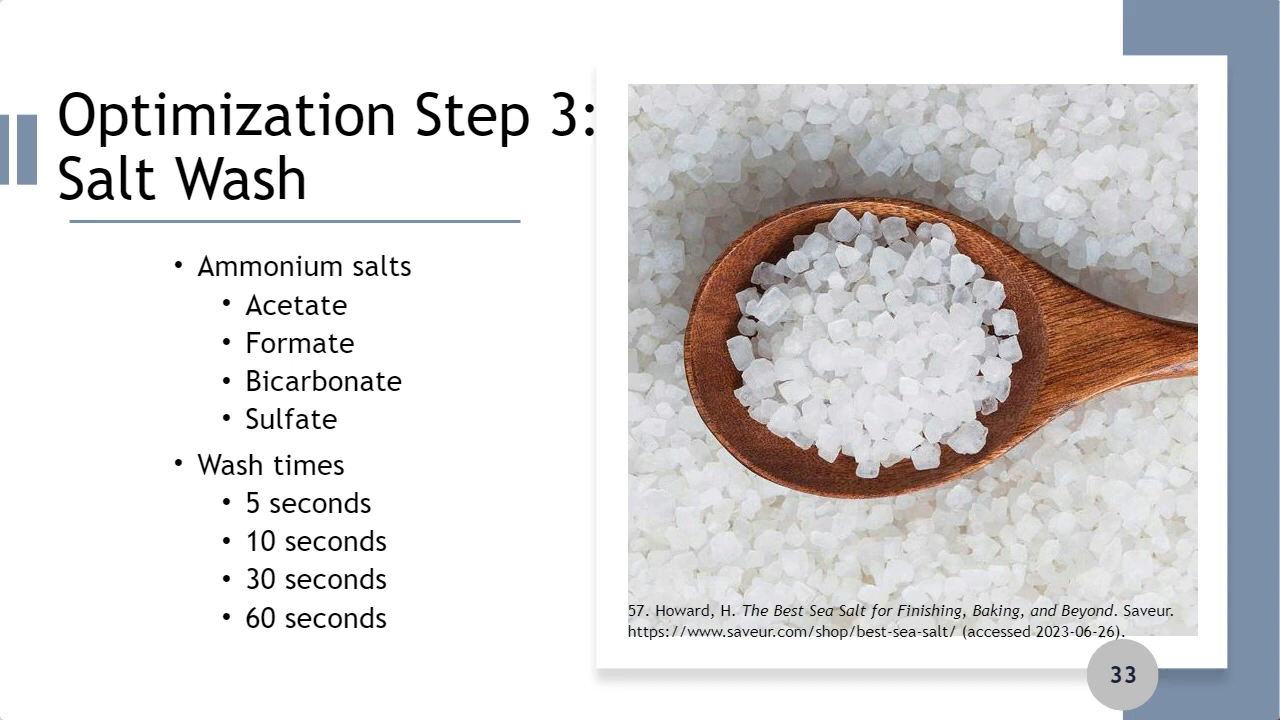 Optimization Step 3:
Salt Wash
• Ammonium salts
• Acetate
• Formate
• Bicarbonate
• Sulfate
• Wash times
• 5 seconds
• 10 seconds
• 30 seconds
• 60 seconds
57. Howard, H. The Best Sea Salt for Finishing, Baking, and Beyond. Saveur.
https://www.saveur.com/shop/best-sea-salt/ (accessed 2023-06-26).
33